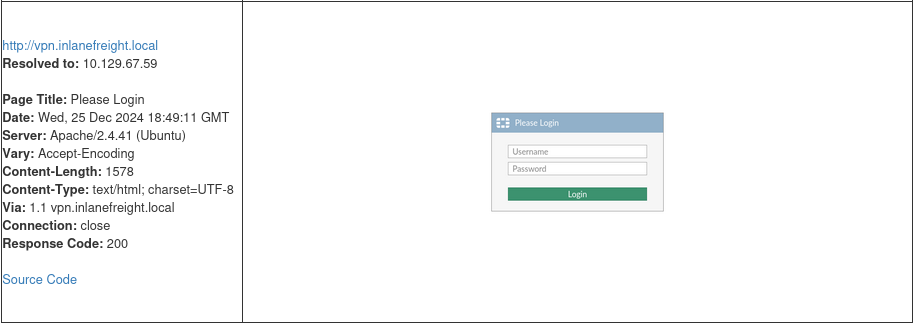 http://vpn.inlanefreight.local
Resolved to: 10.129.67.59
Page Title: Please Login
Date: Wed, 25 Dec 2024 18:49:11 GMT
Server: Apache/2.4.41 (Ubuntu)
Vary: Accept-Encoding
Content-Length: 1578
Content-Type: text/html; charset=UTF-8
Via: 1.1 vpn.inlanefreight.local
Connection: close
Response Code: 200
Source Code
Please Login
Username
Password
Login